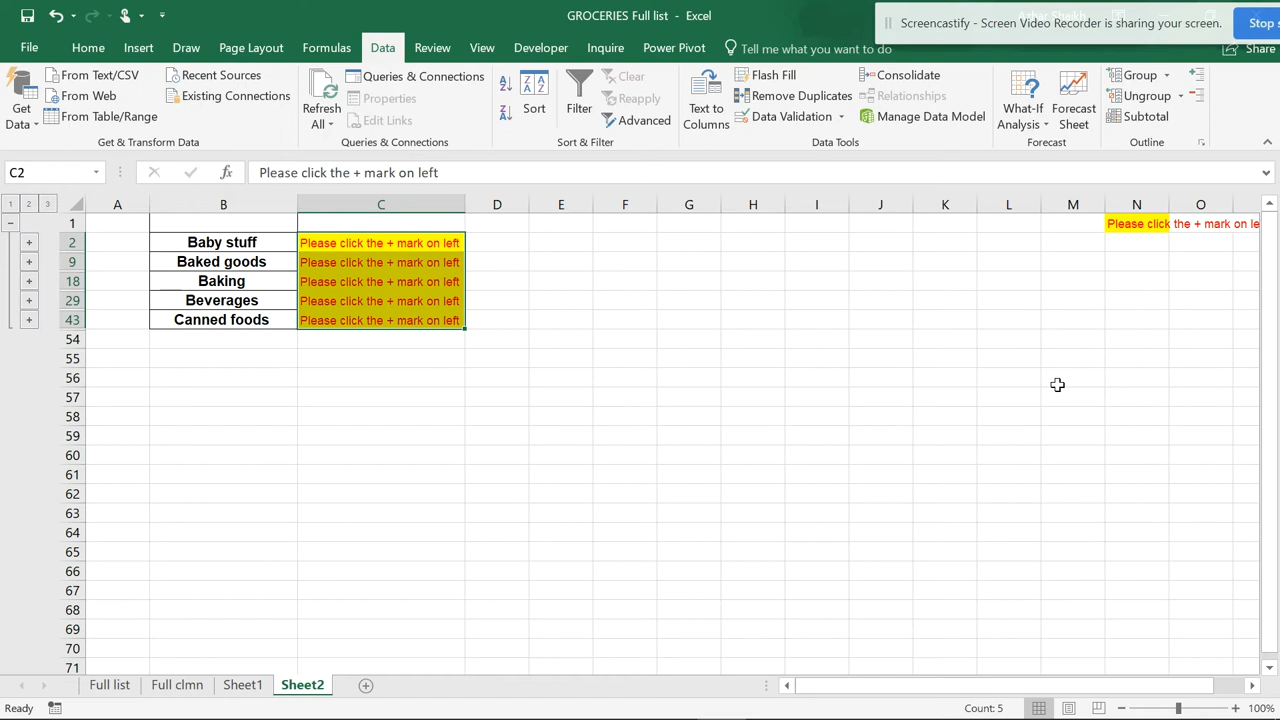 GROCERIES Full list - Excel
Screencastify - Screen Video Recorder is sharing your screen.
Stop s
File Home Insert Draw Page Layout Formulas Data Review View Developer Inquire Power Pivot Tell me what you want to do Share
Get Data
From Text/CSV
From Web
From Table/Range
Recent Sources
Existing Connections
Get & Transform Data
Refresh All
Queries & Connections
Properties
Edit Links
Queries & Connections
Sort
Filter
Clear
Reapply
Advanced
Sort & Filter
Text to Columns
Flash Fill
Remove Duplicates
Data Validation
Consolidate
Relationships
Manage Data Model
Data Tools
What-If Analysis
Forecast Sheet
Forecast
Group
Ungroup
Subtotal
Outline
C2 fx Please click the + mark on left
1 2 3 A B C D E F G H I J K L M N O
1 Please click the + mark on le
2 Baby stuff Please click the + mark on left
9 Baked goods Please click the + mark on left
18 Baking Please click the + mark on left
29 Beverages Please click the + mark on left
43 Canned foods Please click the + mark on left
54
55
56
57
58
59
60
61
62
63
64
65
66
67
68
69
70
71
Full list Full clmn Sheet1 Sheet2
Ready Count: 5 100%